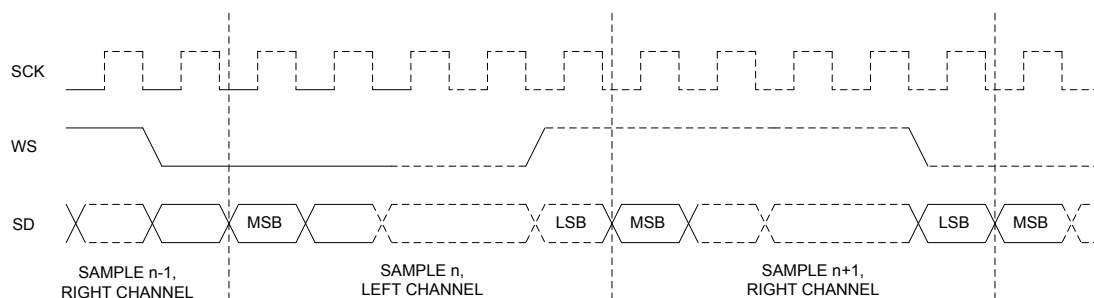 SCK
WS
SD
MSB
LSB
MSB
LSB
MSB
SAMPLE n-1,
RIGHT CHANNEL
SAMPLE n,
LEFT CHANNEL
SAMPLE n+1,
RIGHT CHANNEL